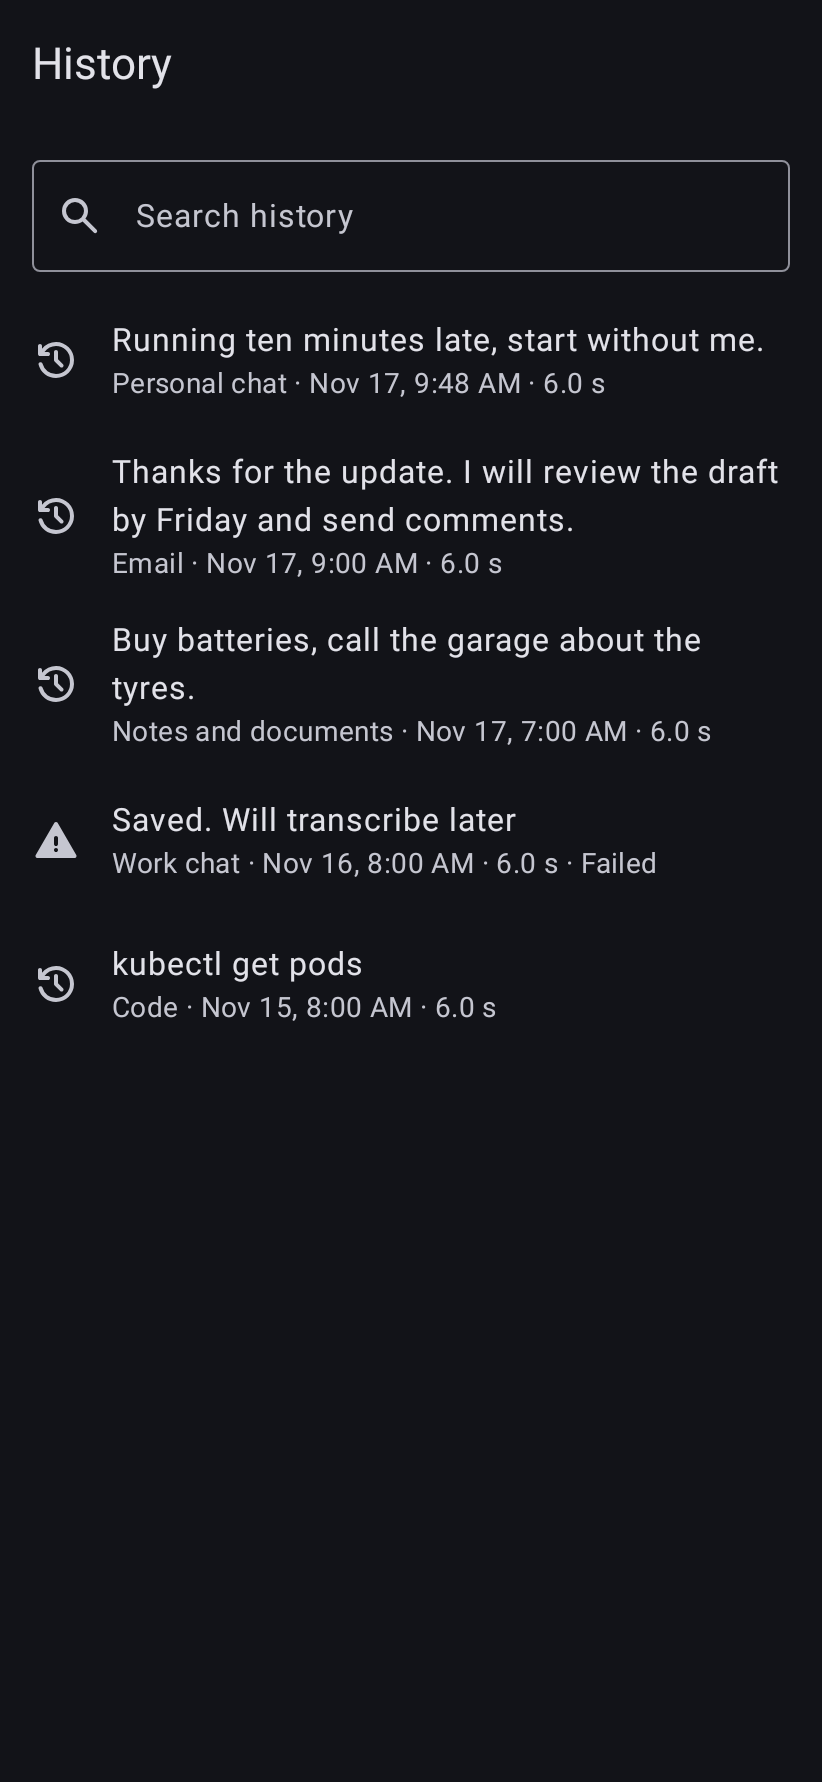 History
Search history
Running ten minutes late, start without me.
Personal chat · Nov 17, 9:48 AM · 6.0 s
Thanks for the update. I will review the draft
by Friday and send comments.
Email · Nov 17, 9:00 AM · 6.0 s
Buy batteries, call the garage about the
tyres.
Notes and documents · Nov 17, 7:00 AM · 6.0 s
Saved. Will transcribe later
Work chat · Nov 16, 8:00 AM · 6.0 s · Failed
kubectl get pods
Code · Nov 15, 8:00 AM · 6.0 s